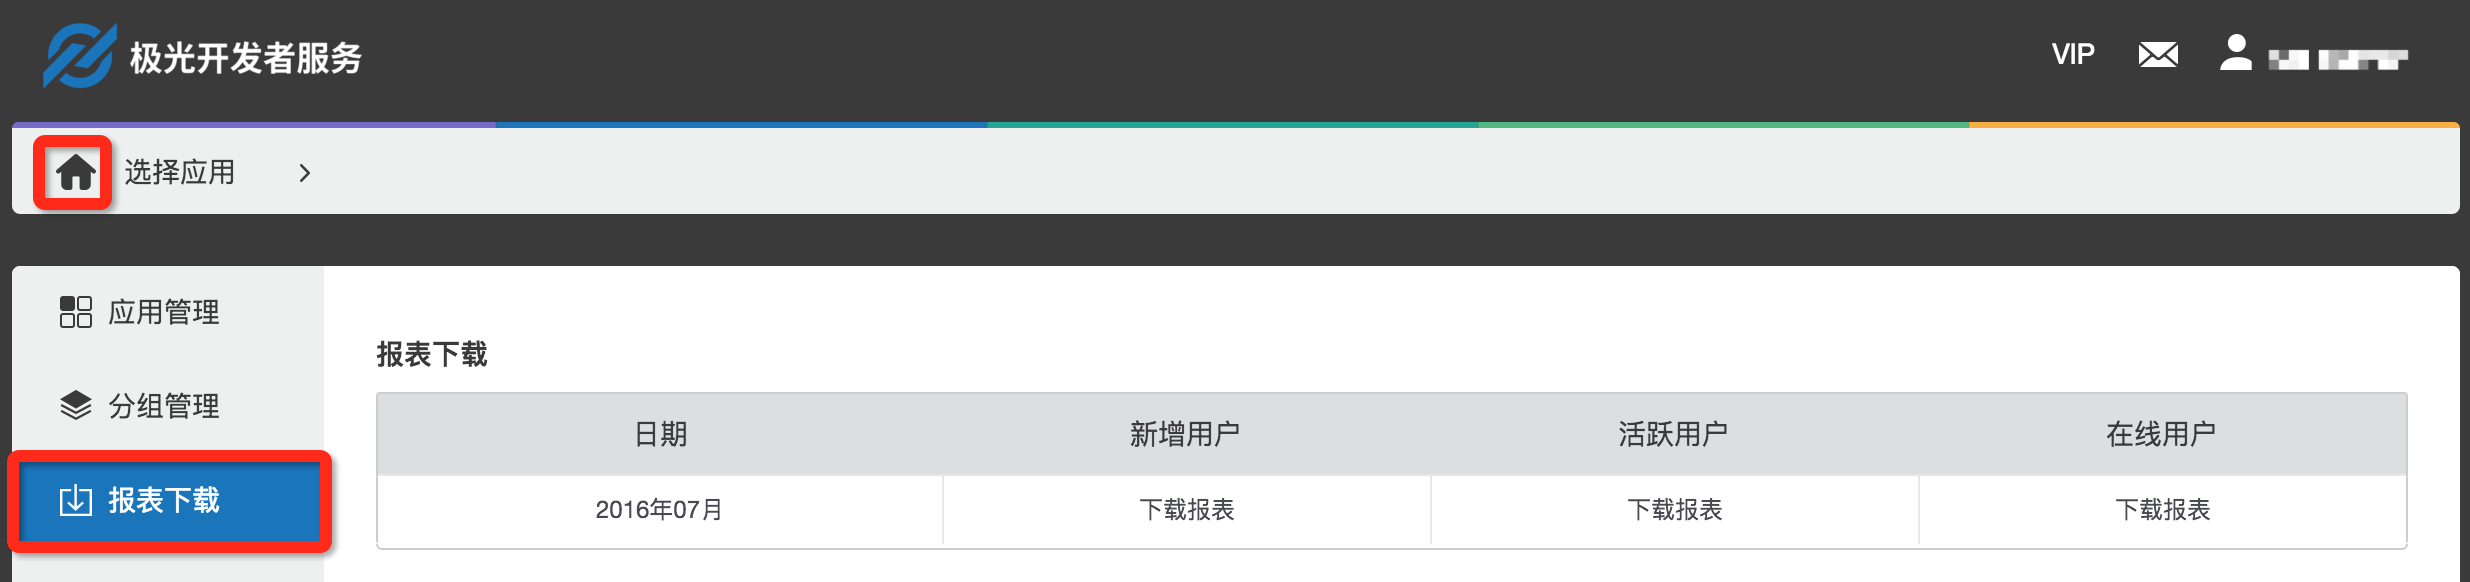 极光开发者服务
VIP
选择应用
应用管理
分组管理
报表下载
报表下载
日期 新增用户 活跃用户 在线用户
2016年07月 下载报表 下载报表 下载报表